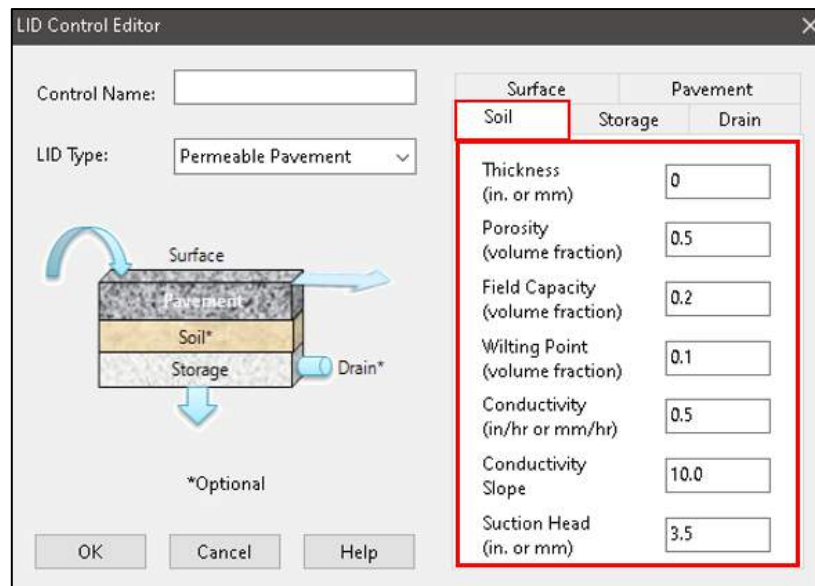 LID Control Editor
Control Name:
LID Type:
Permeable Pavement
Surface
Pavement
Soil*
Storage
Drain*
*Optional
OK
Cancel
Help
Surface
Pavement
Soil
Storage
Drain
Thickness
(in. or mm)
0
Porosity
(volume fraction)
0.5
Field Capacity
(volume fraction)
0.2
Wilting Point
(volume fraction)
0.1
Conductivity
(in/hr or mm/hr)
0.5
Conductivity
Slope
10.0
Suction Head
(in. or mm)
3.5